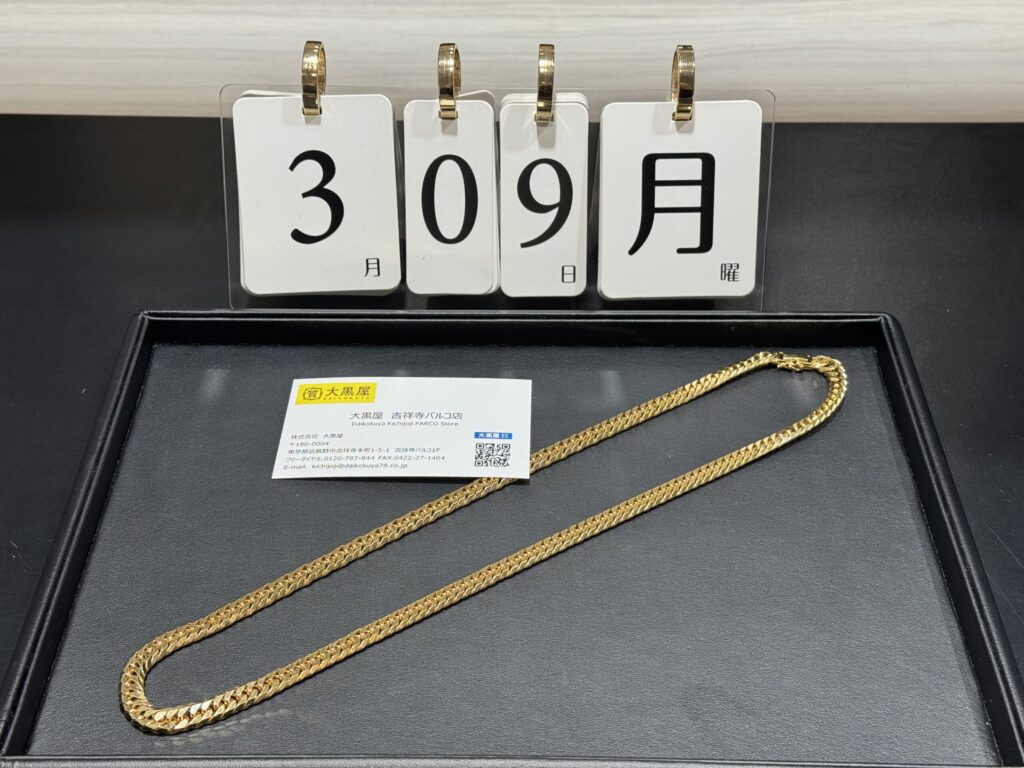 3月
09日
月曜
大黒屋
DAIKOKUYA
大黒屋 吉祥寺パルコ店
Daikokuya Kichijoji PARCO Store
株式会社 大黒屋
〒180-0004
東京都武蔵野市吉祥寺本町1-5-1 吉祥寺パルコ1F
フリーダイヤル.0120-787-844 FAX.0422-27-1404
E-mail. kichijoji@daikokuya78.co.jp
大黒屋 EC